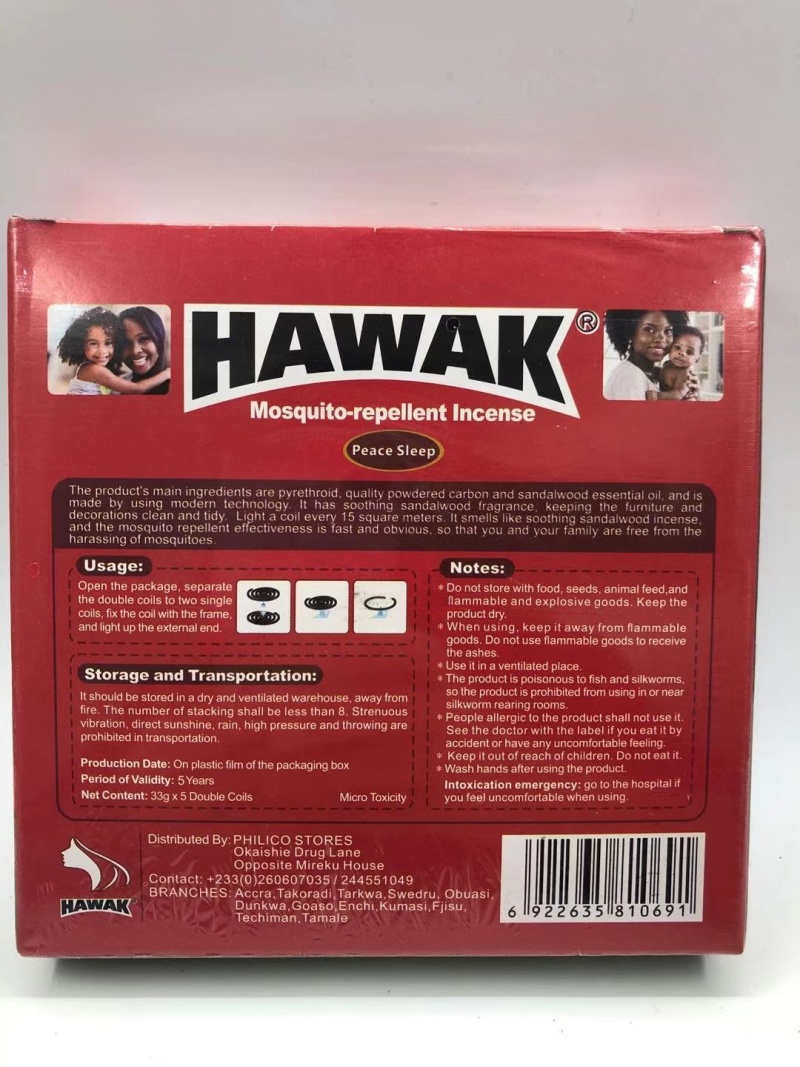 HAWAK®
Mosquito-repellent Incense
Peace Sleep
The product's main ingredients are pyrethroid, quality powdered carbon and sandalwood essential oil, and is
made by using modern technology. It has soothing sandalwood fragrance, keeping the furniture and
decorations clean and tidy. Light a coil every 15 square meters. It smells like soothing sandalwood incense,
and the mosquito repellent effectiveness is fast and obvious, so that you and your family are free from the
harassing of mosquitoes.
Usage:
Open the package, separate
the double coils to two single
coils, fix the coil with the frame,
and light up the external end.
Storage and Transportation:
It should be stored in a dry and ventilated warehouse, away from
fire. The number of stacking shall be less than 8. Strenuous
vibration, direct sunshine, rain, high pressure and throwing are
prohibited in transportation.
Production Date: On plastic film of the packaging box
Period of Validity: 5 Years
Net Content: 33g x 5 Double Coils Micro Toxicity
Notes:
* Do not store with food, seeds, animal feed,and
flammable and explosive goods. Keep the
product dry.
* When using, keep it away from flammable
goods. Do not use flammable goods to receive
the ashes.
* Use it in a ventilated place.
* The product is poisonous to fish and silkworms,
so the product is prohibited from using in or near
silkworm rearing rooms.
* People allergic to the product shall not use it.
See the doctor with the label if you eat it by
accident or have any uncomfortable feeling.
* Keep it out of reach of children. Do not eat it.
* Wash hands after using the product.
Intoxication emergency: go to the hospital if
you feel uncomfortable when using.
HAWAK
Distributed By: PHILICO STORES
Okaishie Drug Lane
Opposite Mireku House
Contact: +233(0)260607035 / 244551049
BRANCHES: Accra,Takoradi,Tarkwa,Swedru, Obuasi,
Dunkwa,Goaso,Enchi,Kumasi,Fjisu,
Techiman,Tamale
6 922635 810691